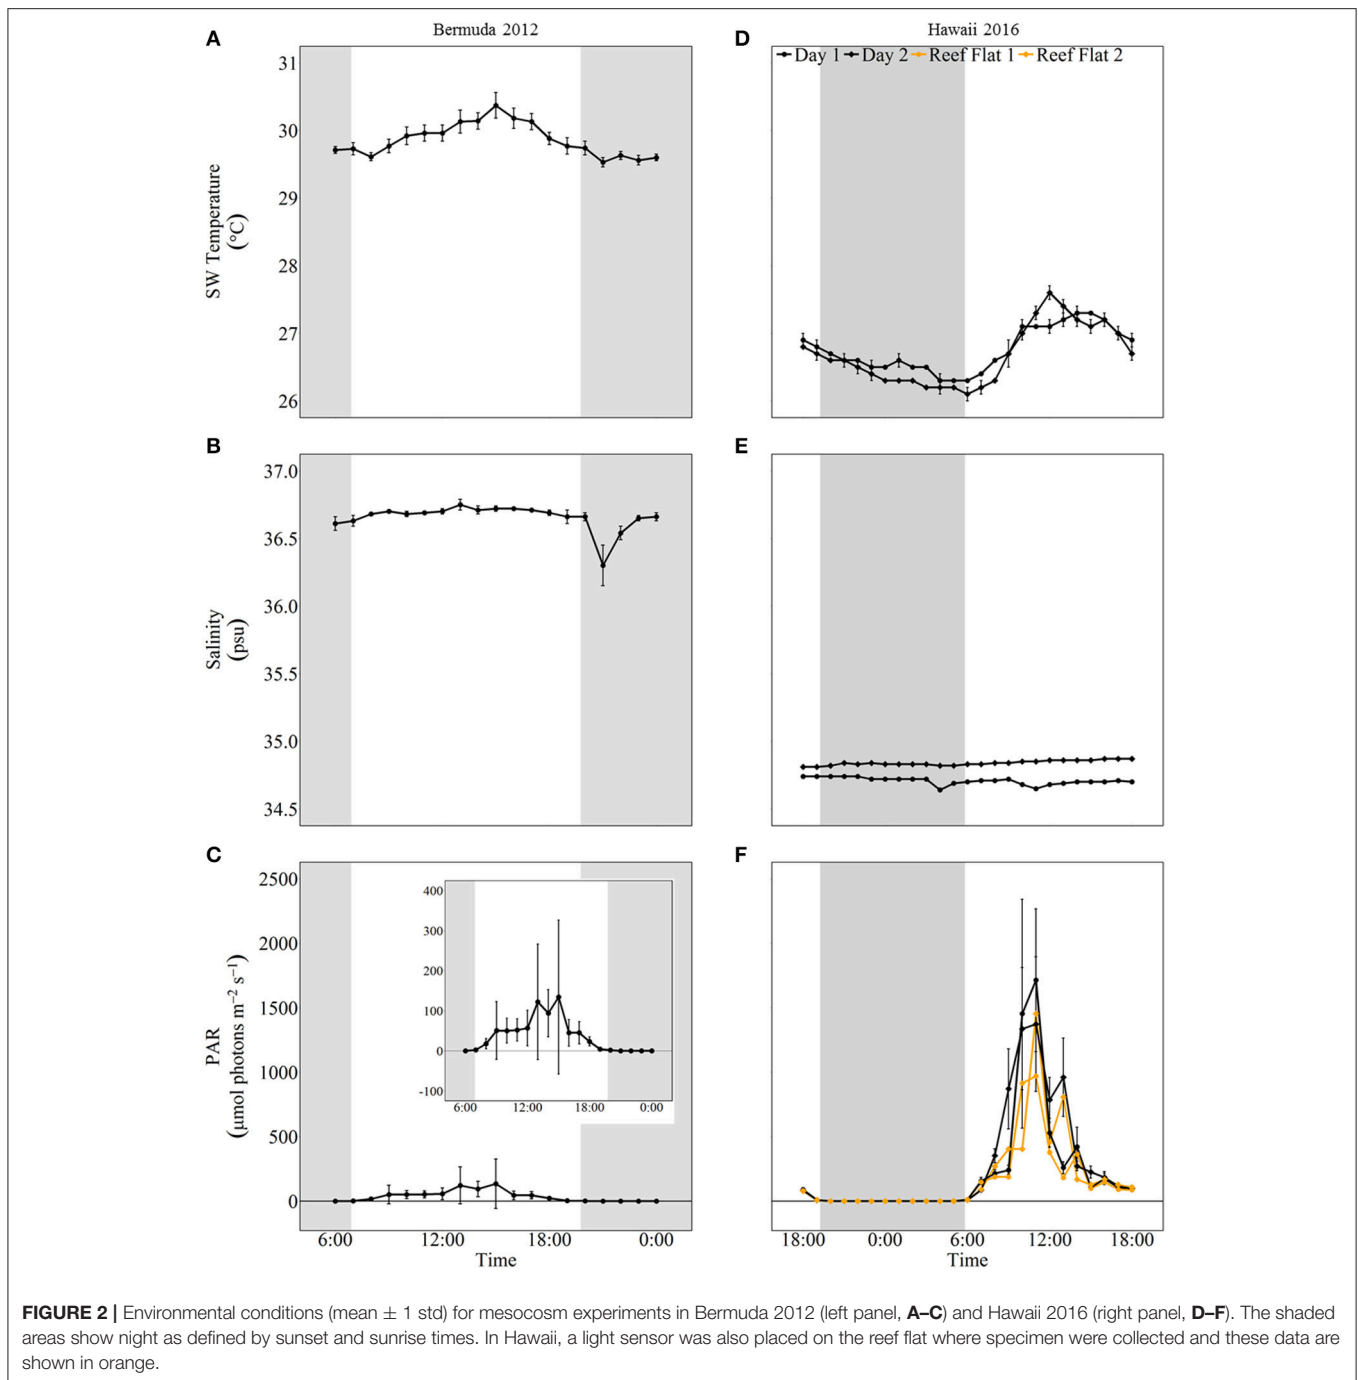 Bermuda 2012
Hawaii 2016
A
D
Day 1 Day 2 Reef Flat 1 Reef Flat 2
31
30
29
28
27
26
SW Temperature
(°C)
B
E
37.0
36.5
36.0
35.5
35.0
34.5
Salinity
(psu)
C
F
2500
2000
1500
1000
500
0
PAR
(μmol photons m−2 s−1)
400
300
200
100
0
-100
6:00 12:00 18:00 0:00
6:00 12:00 18:00 0:00
Time
18:00 0:00 6:00 12:00 18:00
Time
FIGURE 2 | Environmental conditions (mean ± 1 std) for mesocosm experiments in Bermuda 2012 (left panel, A–C) and Hawaii 2016 (right panel, D–F). The shaded
areas show night as defined by sunset and sunrise times. In Hawaii, a light sensor was also placed on the reef flat where specimen were collected and these data are
shown in orange.